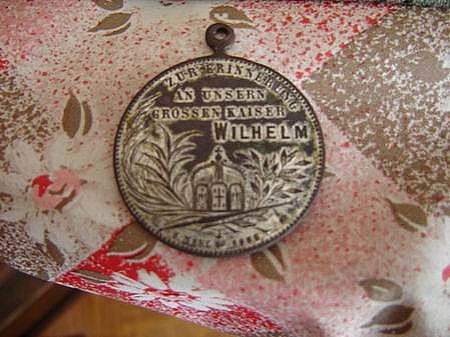 ZUR ERINNERUNG
AN UNSERN
GROSSEN KAISER
WILHELM